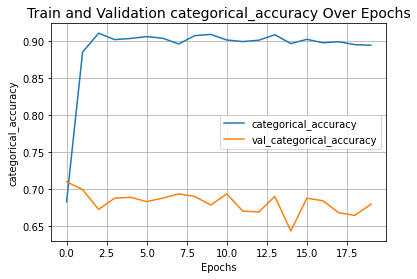 Train and Validation categorical_accuracy Over Epochs
categorical_accuracy
0.90
0.85
0.80
0.75
0.70
0.65
categorical_accuracy
val_categorical_accuracy
0.0 2.5 5.0 7.5 10.0 12.5 15.0 17.5
Epochs